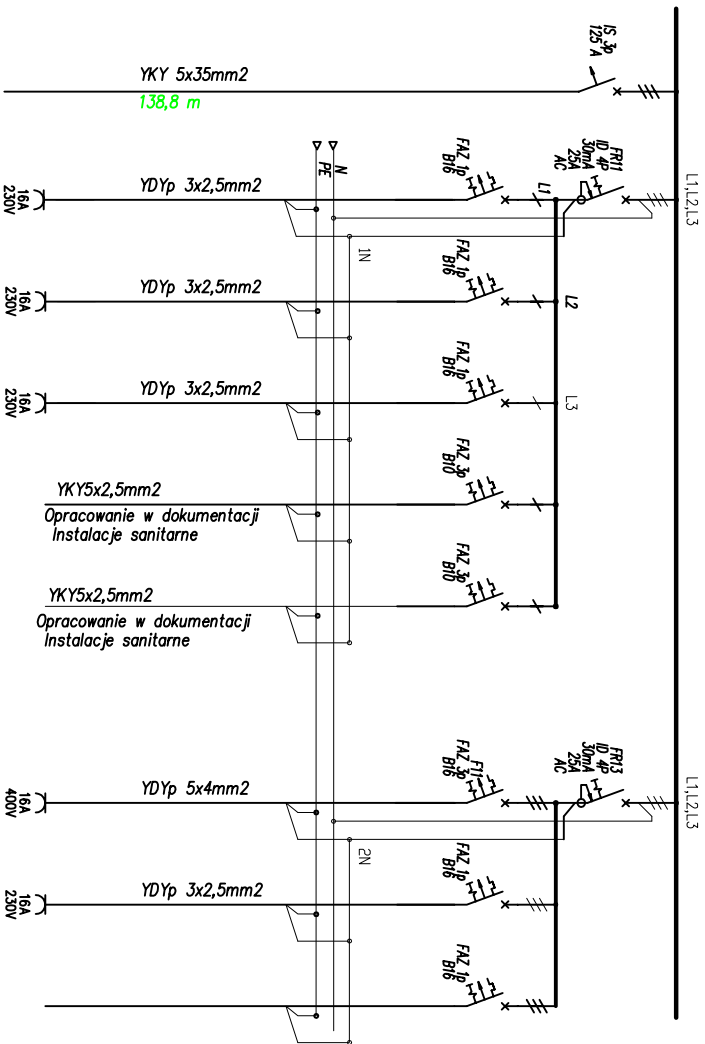 IS 3p
125 A
YKY 5x35mm2
138,8 m
L1,L2,L3
FR11
ID 4P
30mA
25A
AC
N
PE
FAZ 1p
B16
L1
YDYp 3x2,5mm2
16A
230V
1N
FAZ 1p
B16
L2
YDYp 3x2,5mm2
16A
230V
FAZ 1p
B16
L3
YDYp 3x2,5mm2
16A
230V
FAZ 3p
B10
YKY5x2,5mm2
Opracowanie w dokumentacji
Instalacje sanitarne
FAZ 3p
B10
YKY5x2,5mm2
Opracowanie w dokumentacji
Instalacje sanitarne
L1,L2,L3
FR13
ID 4P
30mA
25A
AC
F11
FAZ 3p
B16
YDYp 5x4mm2
16A
400V
2N
FAZ 1p
B16
YDYp 3x2,5mm2
16A
230V
FAZ 1p
B16